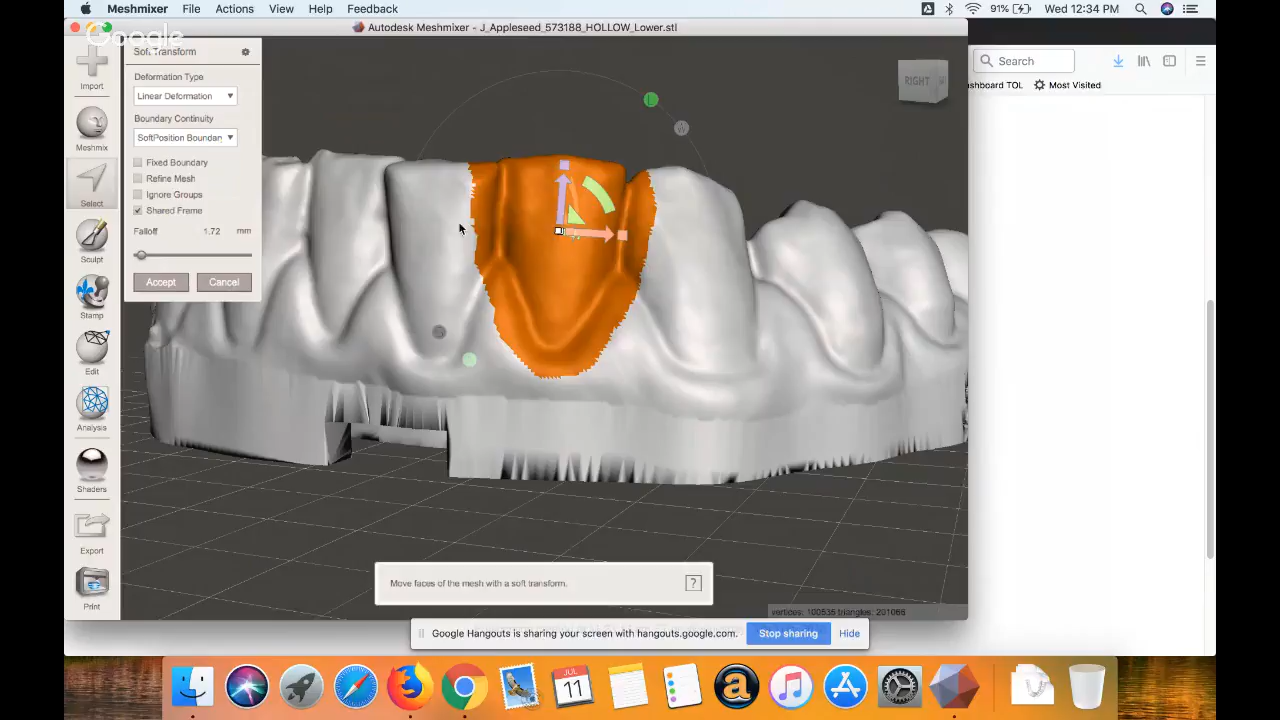 Meshmixer File Actions View Help Feedback
91% Wed 12:34 PM
Autodesk Meshmixer - J_Appleseed_573188_HOLLOW_Lower.stl
Google
Import
Meshmix
Select
Sculpt
Stamp
Edit
Analysis
Shaders
Export
Print
Soft Transform
Deformation Type
Linear Deformation
Boundary Continuity
SoftPosition Boundary
Fixed Boundary
Refine Mesh
Ignore Groups
Shared Frame
Falloff 1.72 mm
Accept Cancel
RIGHT
Search
shboard TOL Most Visited
Move faces of the mesh with a soft transform. ?
vertices: 100535 triangles: 201066
Google Hangouts is sharing your screen with hangouts.google.com. Stop sharing Hide
JUL
11